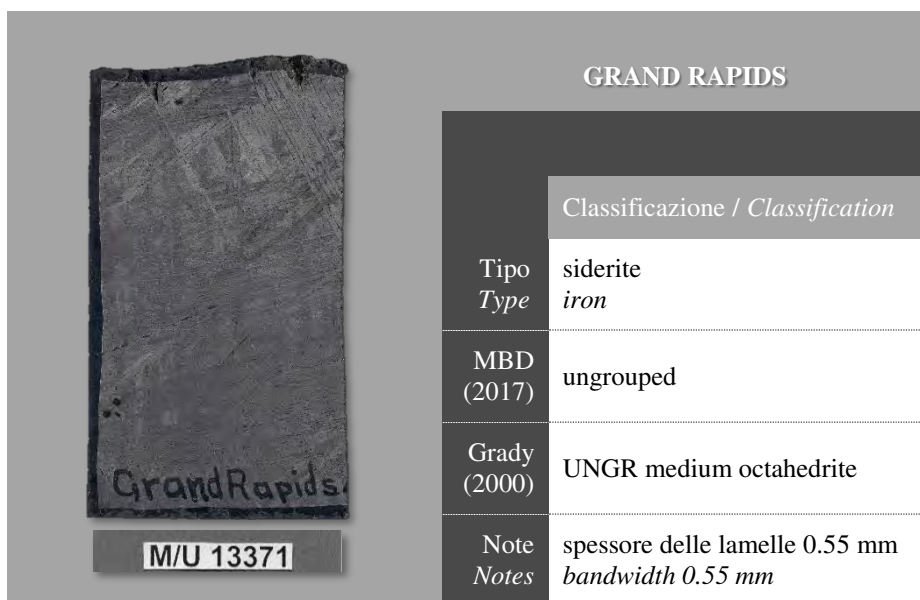 GRAND RAPIDS
Classificazione / Classification
Tipo
Type
siderite
iron
MBD
(2017)
ungrouped
Grady
(2000)
UNGR medium octahedrite
Note
Notes
spessore delle lamelle 0.55 mm
bandwidth 0.55 mm
GrandRapids.
M/U 13371